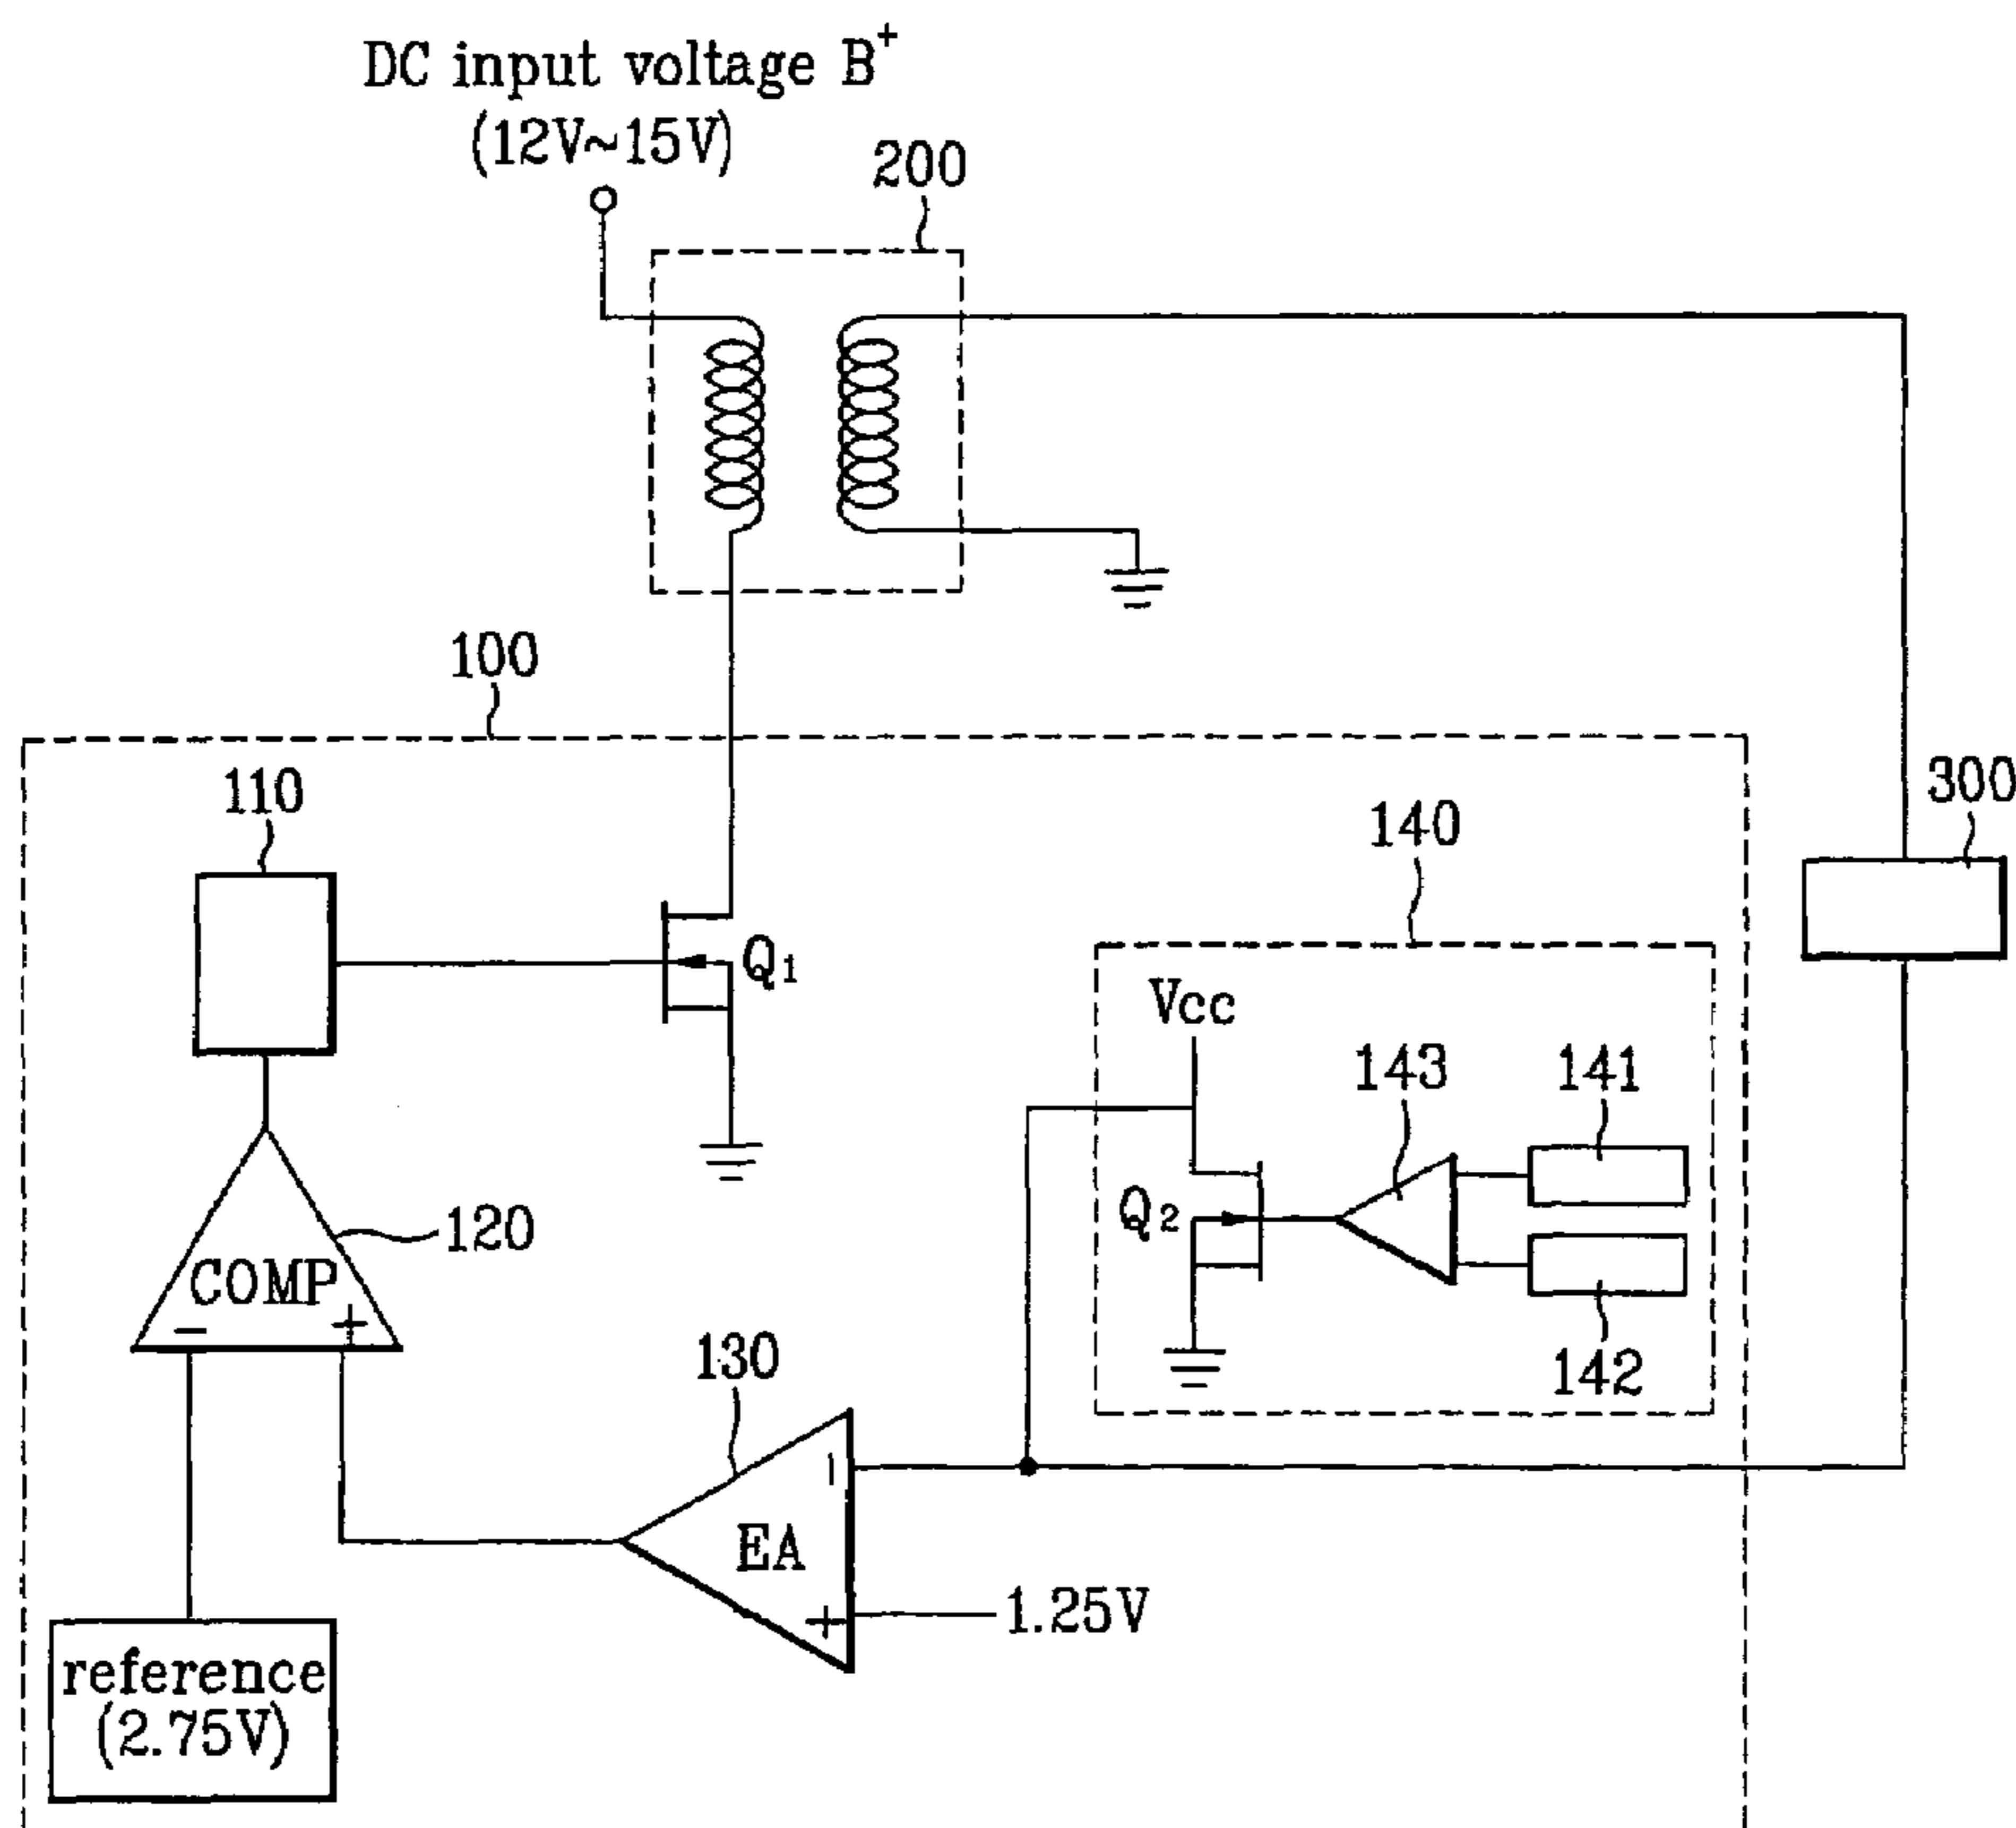 DC input voltage B+
(12V~15V)
200
100
110
300
140
Q1
Vcc
143
141
Q2
120
COMP
- +
142
130
-
EA
+
1.25V
reference
(2.75V)